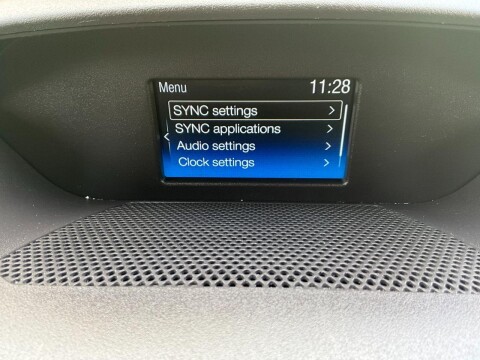 Menu 11:28
SYNC settings
SYNC applications
Audio settings
Clock settings